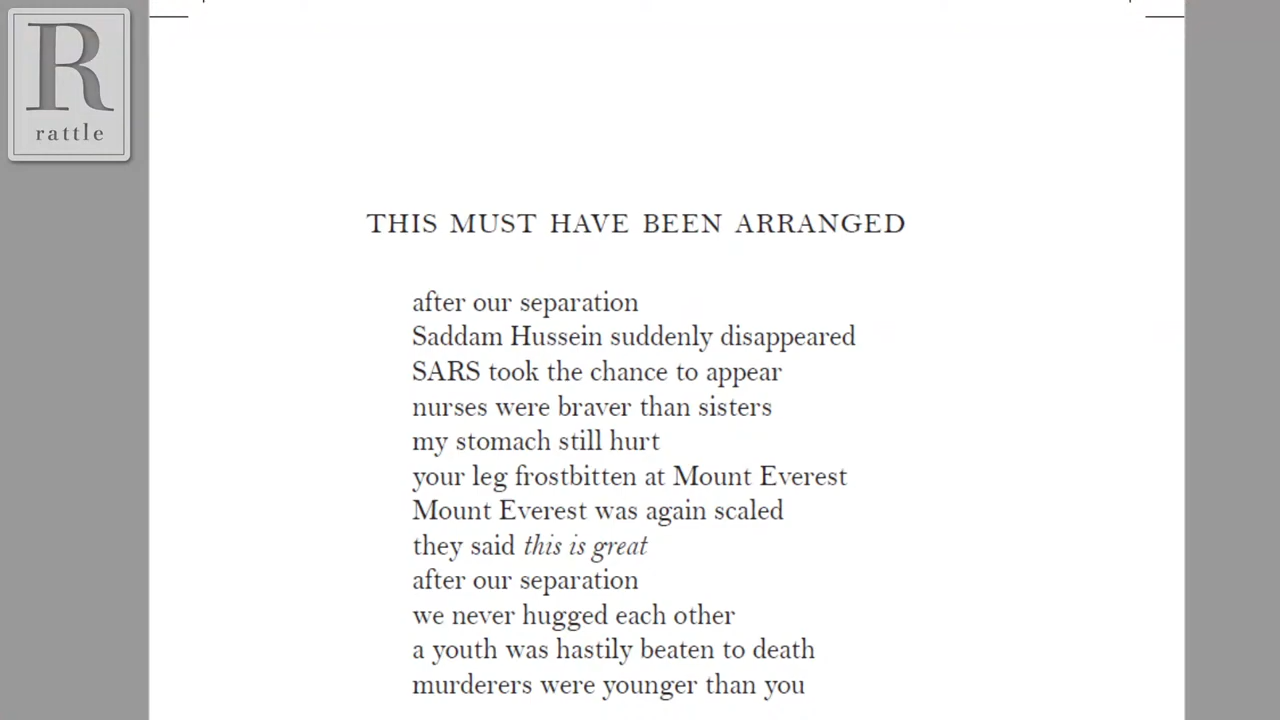 R
rattle
THIS MUST HAVE BEEN ARRANGED
after our separation
Saddam Hussein suddenly disappeared
SARS took the chance to appear
nurses were braver than sisters
my stomach still hurt
your leg frostbitten at Mount Everest
Mount Everest was again scaled
they said this is great
after our separation
we never hugged each other
a youth was hastily beaten to death
murderers were younger than you